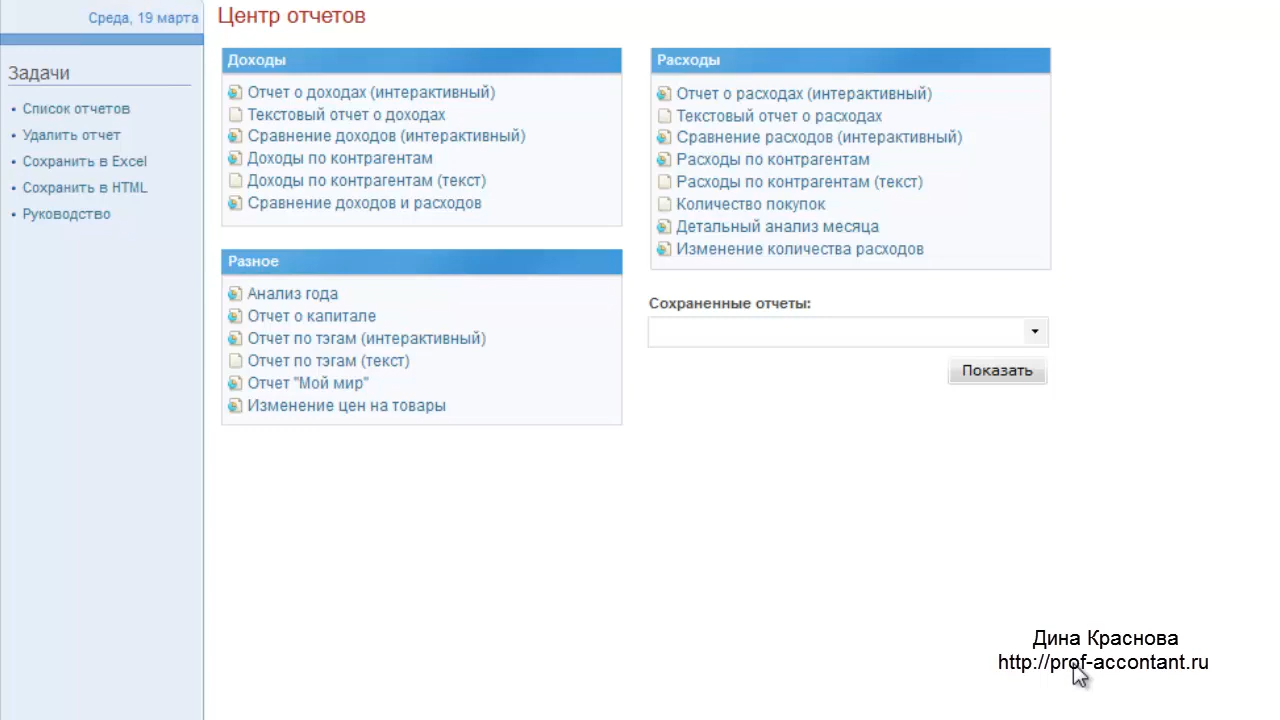 Среда, 19 марта
Центр отчетов
Задачи
Список отчетов
Удалить отчет
Сохранить в Excel
Сохранить в HTML
Руководство
Доходы
Отчет о доходах (интерактивный)
Текстовый отчет о доходах
Сравнение доходов (интерактивный)
Доходы по контрагентам
Доходы по контрагентам (текст)
Сравнение доходов и расходов
Разное
Анализ года
Отчет о капитале
Отчет по тэгам (интерактивный)
Отчет по тэгам (текст)
Отчет "Мой мир"
Изменение цен на товары
Расходы
Отчет о расходах (интерактивный)
Текстовый отчет о расходах
Сравнение расходов (интерактивный)
Расходы по контрагентам
Расходы по контрагентам (текст)
Количество покупок
Детальный анализ месяца
Изменение количества расходов
Сохраненные отчеты:
Показать
Дина Краснова
http://prof-accontant.ru